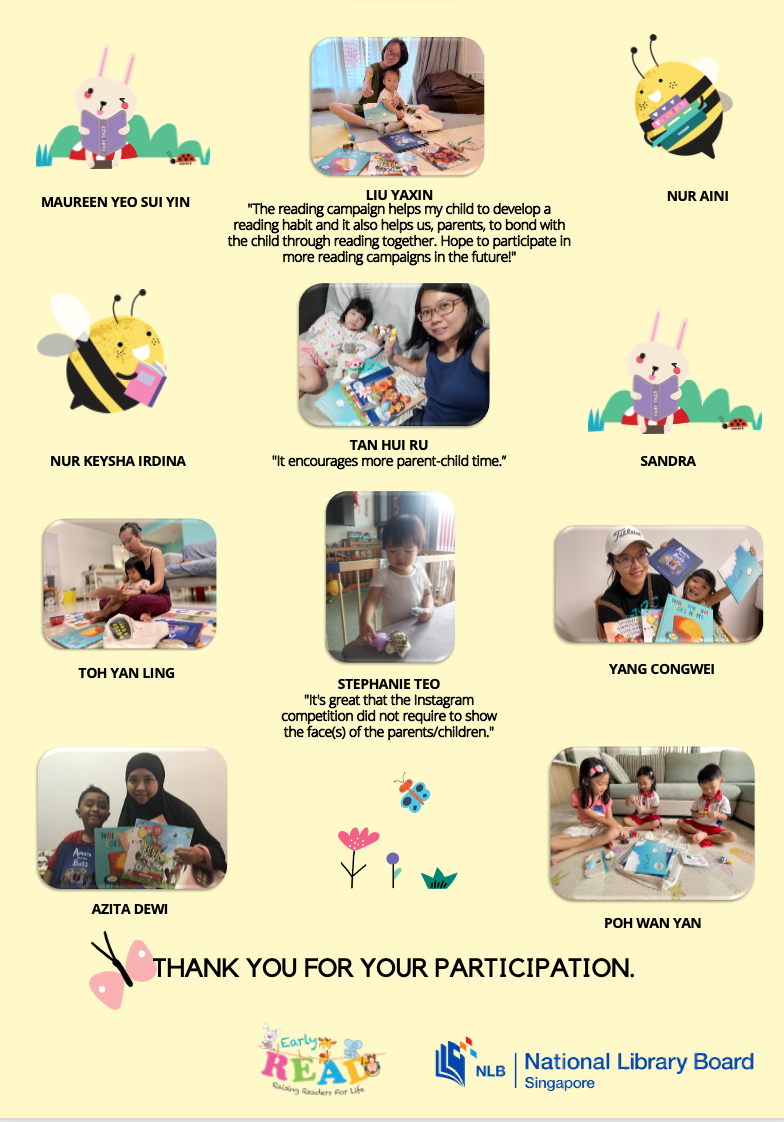 MAUREEN YEO SUI YIN
LIU YAXIN
NUR AINI
"The reading campaign helps my child to develop a
reading habit and it also helps us, parents, to bond with
the child through reading together. Hope to participate in
more reading campaigns in the future!"
NUR KEYSHA IRDINA
TAN HUI RU
"It encourages more parent-child time."
SANDRA
TOH YAN LING
STEPHANIE TEO
"It's great that the Instagram
competition did not require to show
the face(s) of the parents/children."
Titleist
YANG CONGWEI
AZITA DEWI
POH WAN YAN
THANK YOU FOR YOUR PARTICIPATION.
Early
READ
Raising Readers For Life
NLB
National Library Board
Singapore